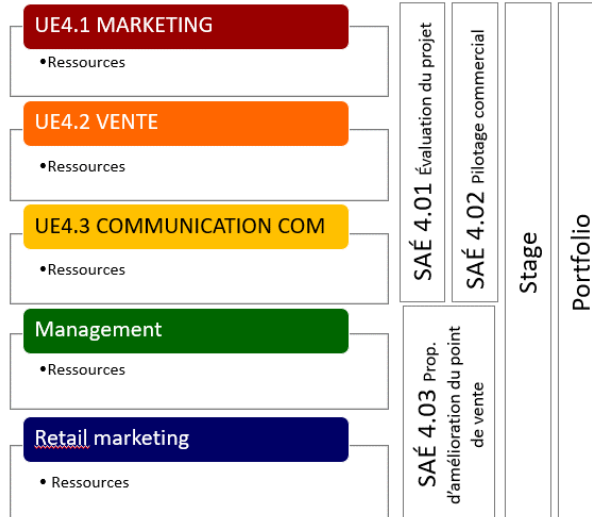 UE4.1 MARKETING
•Ressources
UE4.2 VENTE
•Ressources
UE4.3 COMMUNICATION COM
•Ressources
Management
•Ressources
Retail marketing
• Ressources
SAÉ 4.01 Évaluation du projet
SAÉ 4.02 Pilotage commercial
SAÉ 4.03 Prop.
d'amélioration du point
de vente
Stage
Portfolio